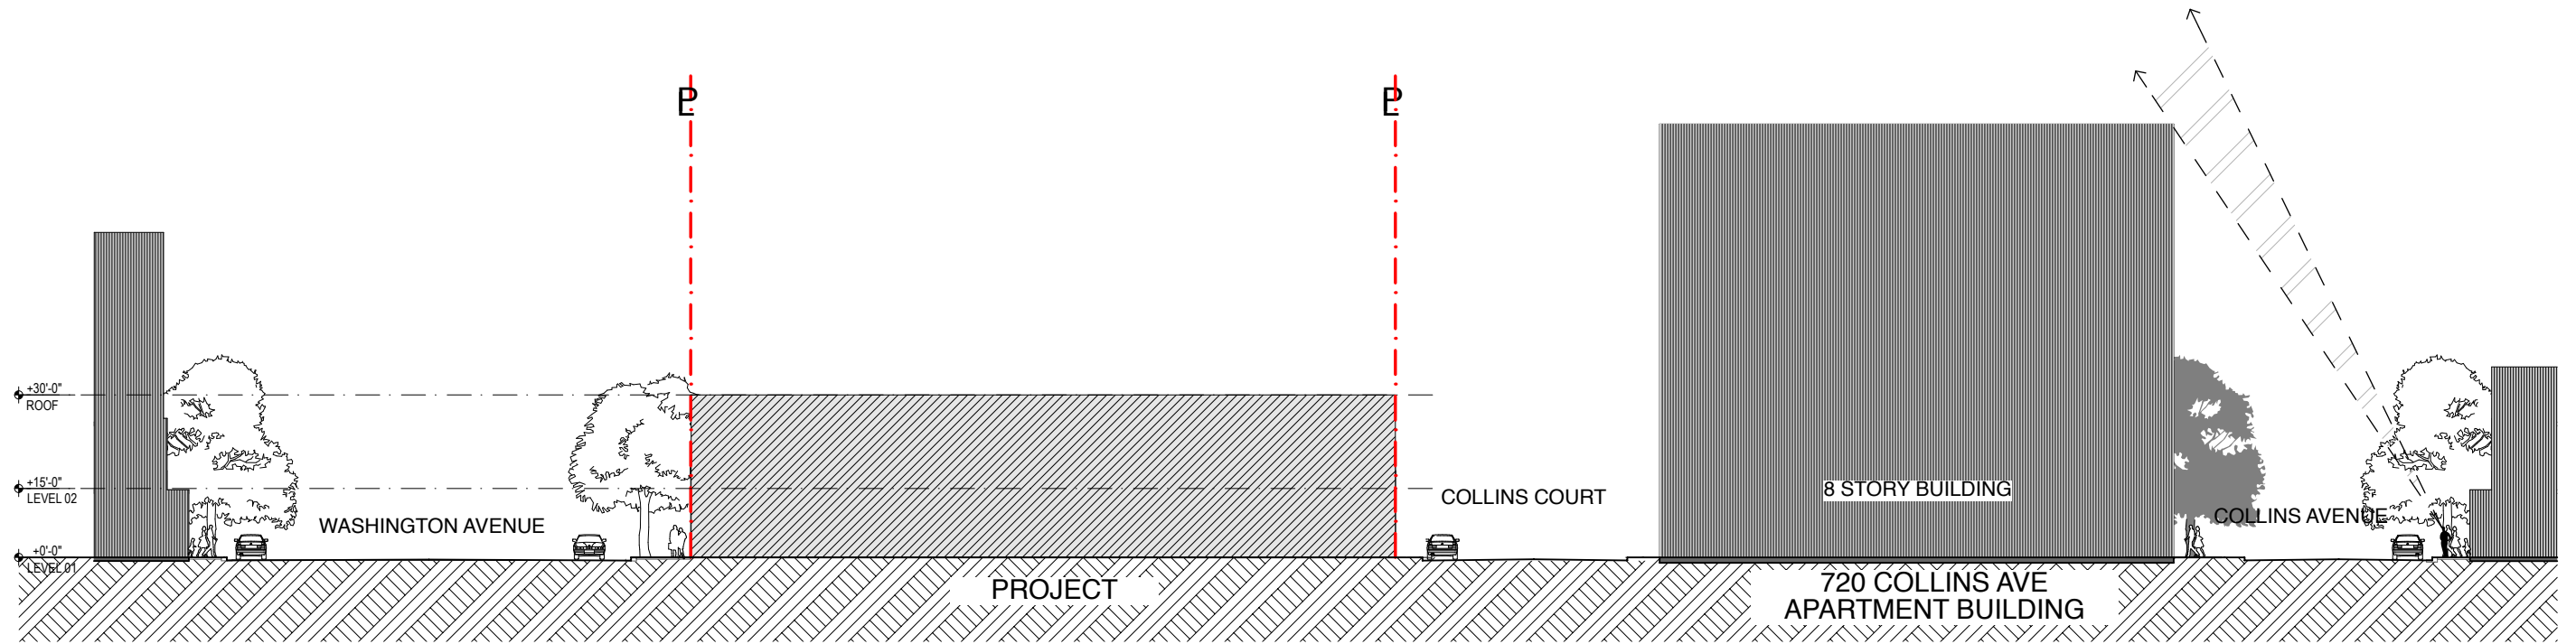 P
P
+30'-0"
ROOF
+15'-0"
LEVEL 02
8 STORY BUILDING
COLLINS COURT
COLLINS AVENUE
WASHINGTON AVENUE
+0'-0"
LEVEL 01
PROJECT
720 COLLINS AVE
APARTMENT BUILDING